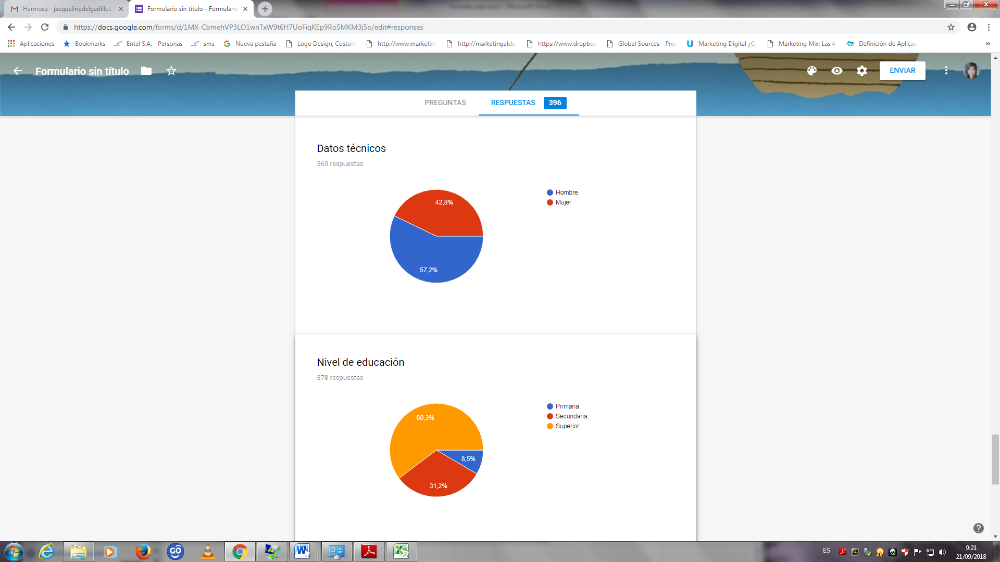 Hermosa - jacquelinedelgadillo1
Formulario sin título - Formulario
https://docs.google.com/forms/d/1MX-CbmehVP3LO1wnTxW9t6H7UoFiqKEp9Ro5MKM3j5o/edit#responses
Aplicaciones Bookmarks Entel S.A. - Personas sms Nueva pestaña Logo Design, Custom http://www.marketing http://marketingalde https://www.dropbox Global Sources - Proc Marketing Digital ¿Q Marketing Mix: Las 4 Definición de Aplicac »
Formulario sin título
ENVIAR
PREGUNTAS RESPUESTAS 396
Datos técnicos
369 respuestas
42,8%
57,2%
Hombre.
Mujer
Nivel de educación
378 respuestas
60,3%
8,5%
31,2%
Primaria.
Secundaria.
Superior.
ES
9:21
21/09/2018